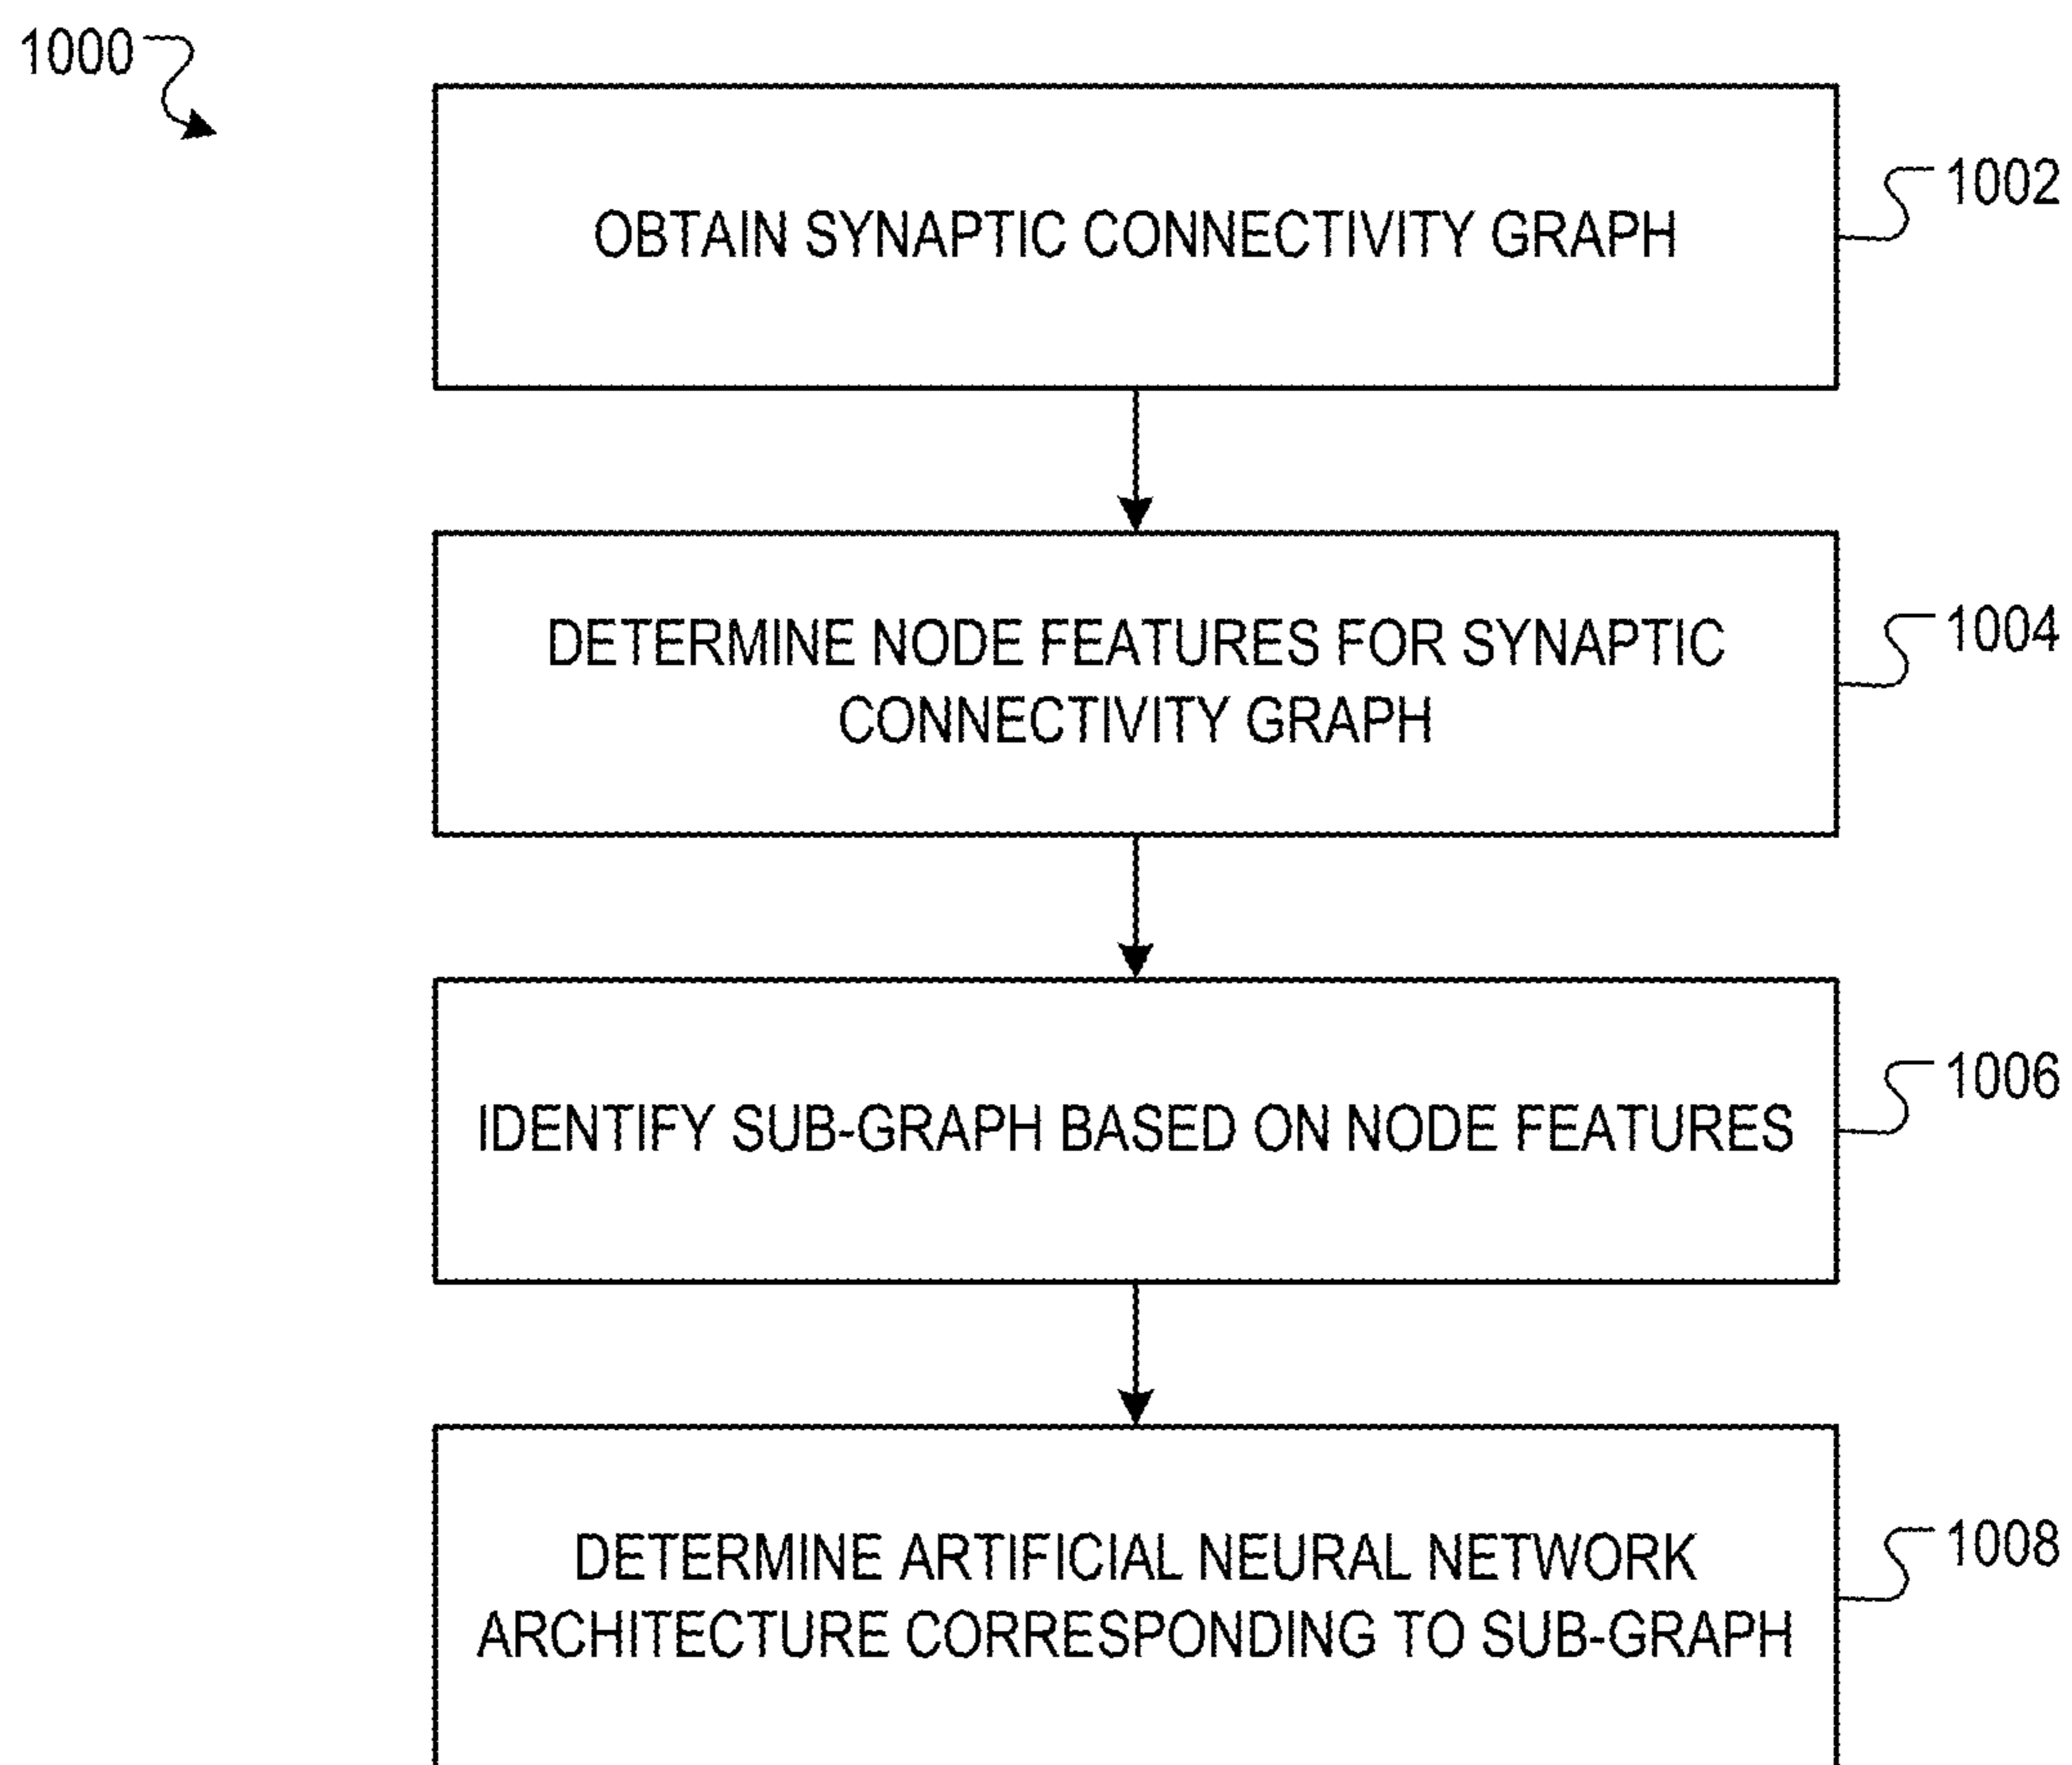 1000
OBTAIN SYNAPTIC CONNECTIVITY GRAPH
1002
DETERMINE NODE FEATURES FOR SYNAPTIC
CONNECTIVITY GRAPH
1004
IDENTIFY SUB-GRAPH BASED ON NODE FEATURES
1006
DETERMINE ARTIFICIAL NEURAL NETWORK
ARCHITECTURE CORRESPONDING TO SUB-GRAPH
1008